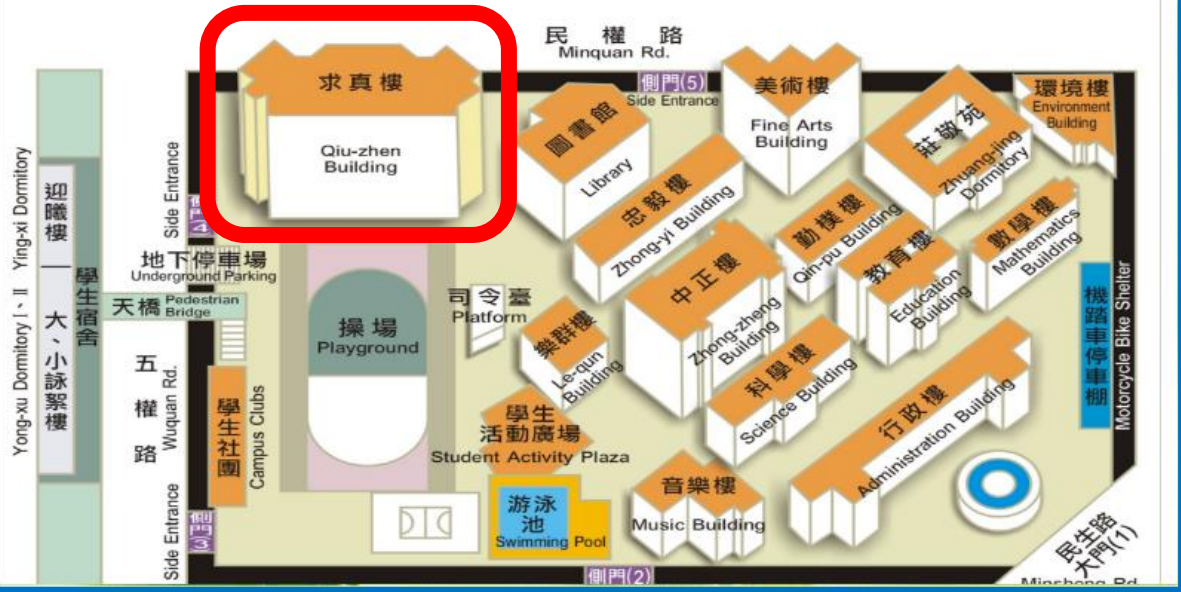 民權路
Minquan Rd.
求真樓
Qiu-zhen
Building
側門(5)
Side Entrance
圖書館
Library
美術樓
Fine Arts
Building
莊敬苑
Zhuang-jing
Dormitory
環境樓
Environment
Building
忠毅樓
Zhong-yi Building
勤樸樓
Qin-pu Building
教育樓
Education
Building
數學樓
Mathematics
Building
中正樓
Zhong-zheng
Building
側門4
Side Entrance
地下停車場
Underground Parking
天橋
Pedestrian
Bridge
迎曦樓
大、小詠絮樓
學生宿舍
Yong-xu Dormitory I、II Ying-xi Dormitory
五權路
Wuquan Rd.
學生社團
Campus Clubs
操場
Playground
司令臺
Platform
樂群樓
Le-qun
Building
科學樓
Science Building
行政樓
Administration Building
機踏車停車棚
Motorcycle Bike Shelter
學生
活動廣場
Student Activity Plaza
游泳
池
Swimming Pool
音樂樓
Music Building
側門3
Side Entrance
側門(2)
民生路
大門(1)
Minsheng Rd.